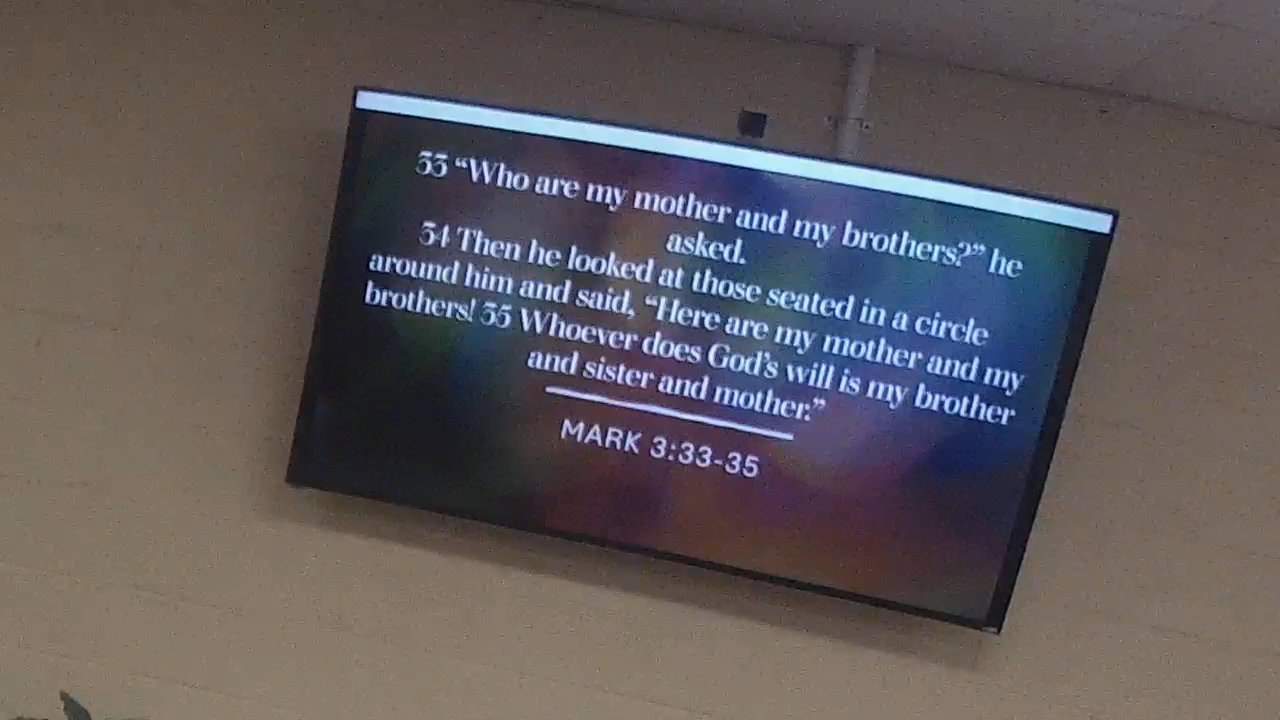 33 “Who are my mother and my brothers?” he
asked.
34 Then he looked at those seated in a circle
around him and said, “Here are my mother and my
brothers! 35 Whoever does God’s will is my brother
and sister and mother.”
MARK 3:33-35